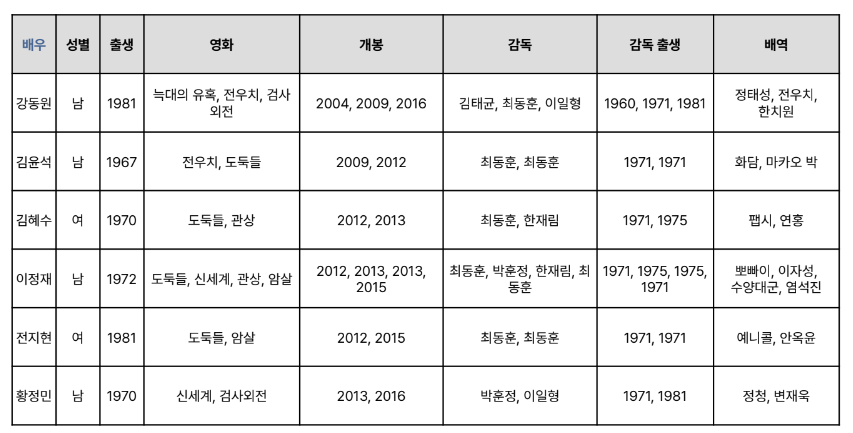 배우 성별 출생 영화 개봉 감독 감독 출생 배역
강동원 남 1981 늑대의 유혹, 전우치, 검사
외전 2004, 2009, 2016 김태균, 최동훈, 이일형 1960, 1971, 1981 정태성, 전우치,
한치원
김윤석 남 1967 전우치, 도둑들 2009, 2012 최동훈, 최동훈 1971, 1971 화담, 마카오 박
김혜수 여 1970 도둑들, 관상 2012, 2013 최동훈, 한재림 1971, 1975 팹시, 연홍
이정재 남 1972 도둑들, 신세계, 관상, 암살 2012, 2013, 2013,
2015 최동훈, 박훈정, 한재림, 최
동훈 1971, 1975, 1975,
1971 뽀빠이, 이자성,
수양대군, 염석진
전지현 여 1981 도둑들, 암살 2012, 2015 최동훈, 최동훈 1971, 1971 예니콜, 안옥윤
황정민 남 1970 신세계, 검사외전 2013, 2016 박훈정, 이일형 1971, 1981 정청, 변재욱